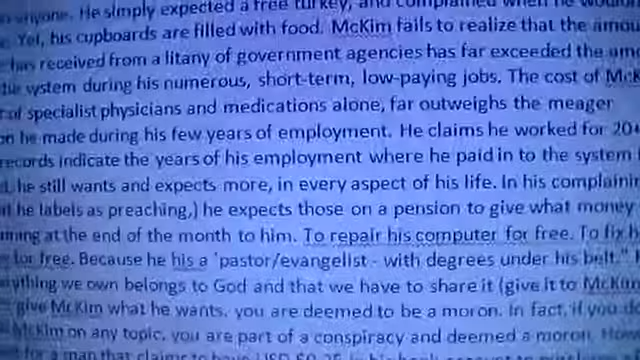 anyone. He simply expected a free turkey, and complained when he
Yet, his cupboards are filled with food. McKim fails to realize that the
has received from a litany of government agencies has far exceeded the
system during his numerous, short-term, low-paying jobs. The cost of
of specialist physicians and medications alone, far outweighs the meager
he made during his few years of employment. He claims he worked for
records indicate the years of his employment where he paid in to the system
he still wants and expects more, in every aspect of his life. In his
he labels as preaching,) he expects those on a pension to give what money
at the end of the month to him. To repair his computer for free. To fix
for free. Because he his a 'pastor/evangelist - with degrees under his belt."
we own belongs to God and that we have to share it (give it to McKim
give McKim what he wants, you are deemed to be a moron. In fact, if you
McKim on any topic, you are part of a conspiracy and deemed a moron.
for a man that claims to have USD